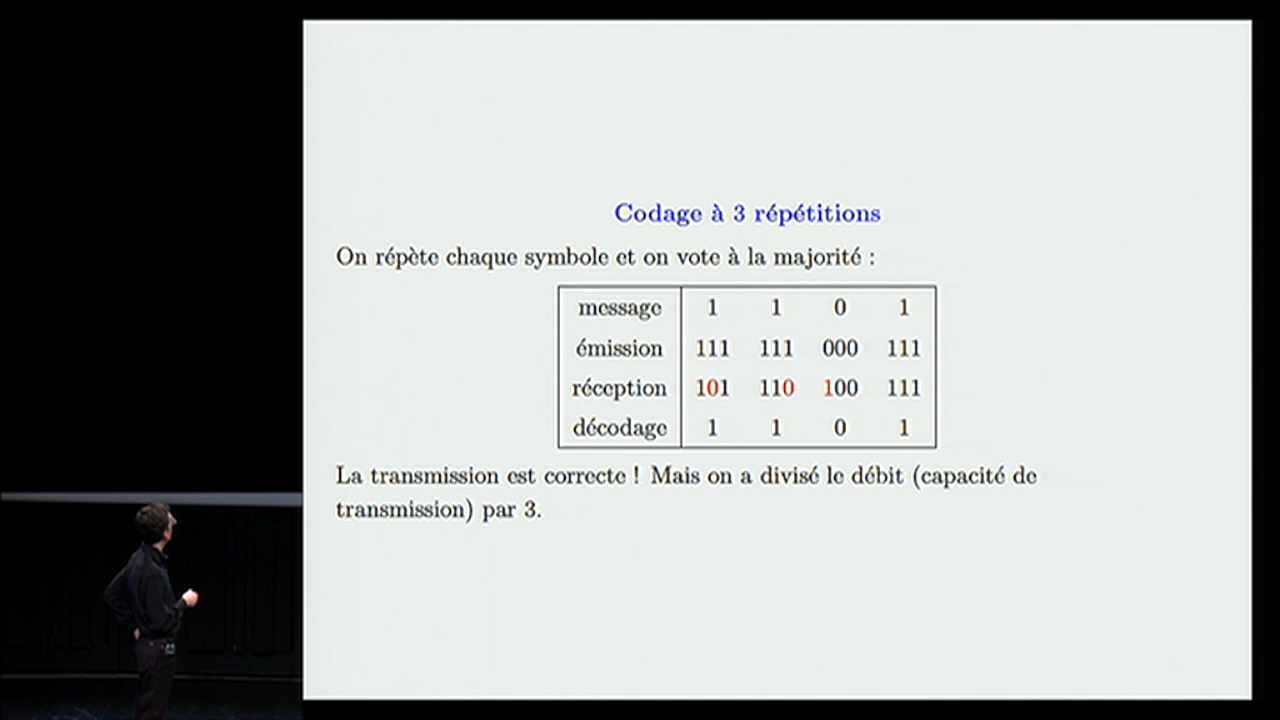 Codage à 3 répétitions
On répète chaque symbole et on vote à la majorité :
message 1 1 0 1
émission 111 111 000 111
réception 101 110 100 111
décodage 1 1 0 1
La transmission est correcte ! Mais on a divisé le débit (capacité de
transmission) par 3.